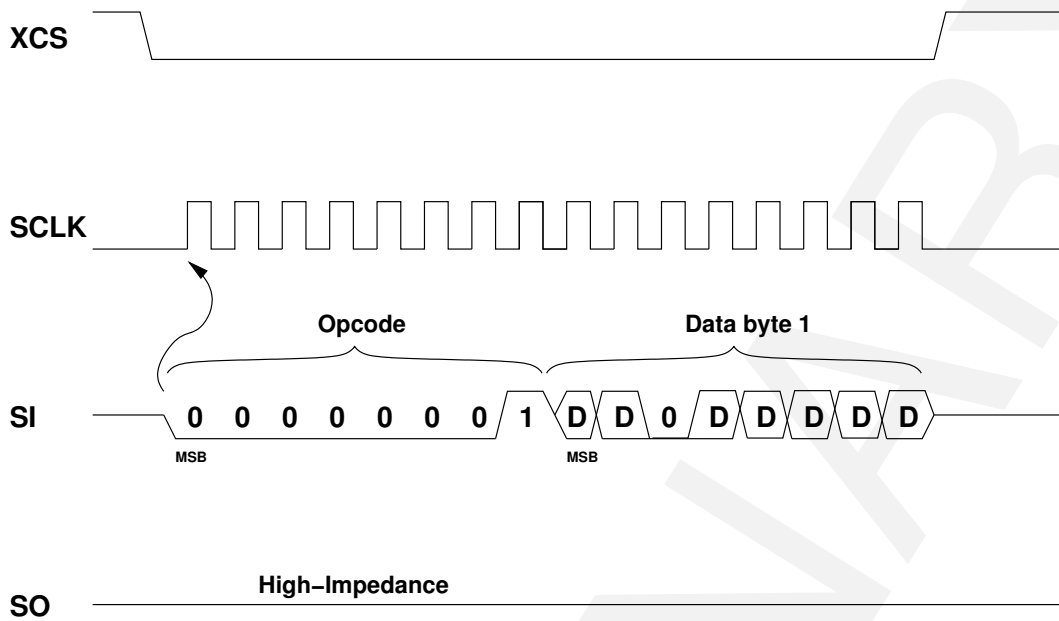 XCS
SCLK
Opcode Data byte 1
SI 0 0 0 0 0 0 0 1 D D 0 D D D D D
MSB MSB
High–Impedance
SO